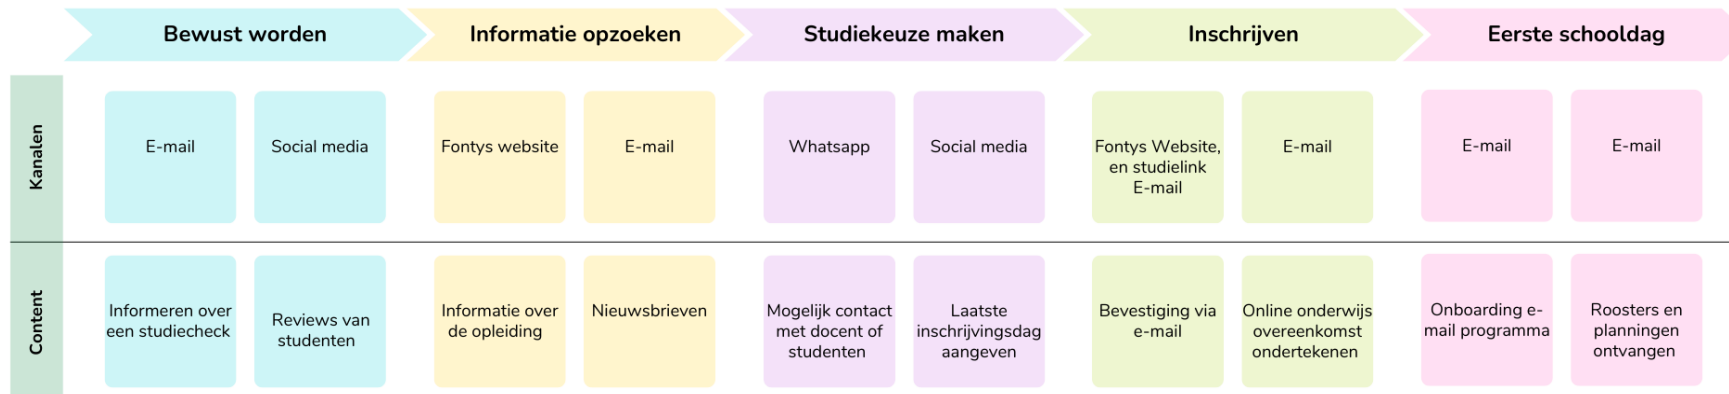 Bewust worden
Informatie opzoeken
Studiekeuze maken
Inschrijven
Eerste schooldag
Kanalen
E-mail
Social media
Fontys website
E-mail
Whatsapp
Social media
Fontys Website,
en studielink
E-mail
E-mail
E-mail
E-mail
Content
Informeren over
een studiecheck
Reviews van
studenten
Informatie over
de opleiding
Nieuwsbrieven
Mogelijk contact
met docent of
studenten
Laatste
inschrijvingsdag
aangeven
Bevestiging via
e-mail
Online onderwijs
overeenkomst
ondertekenen
Onboarding e-
mail programma
Roosters en
planningen
ontvangen